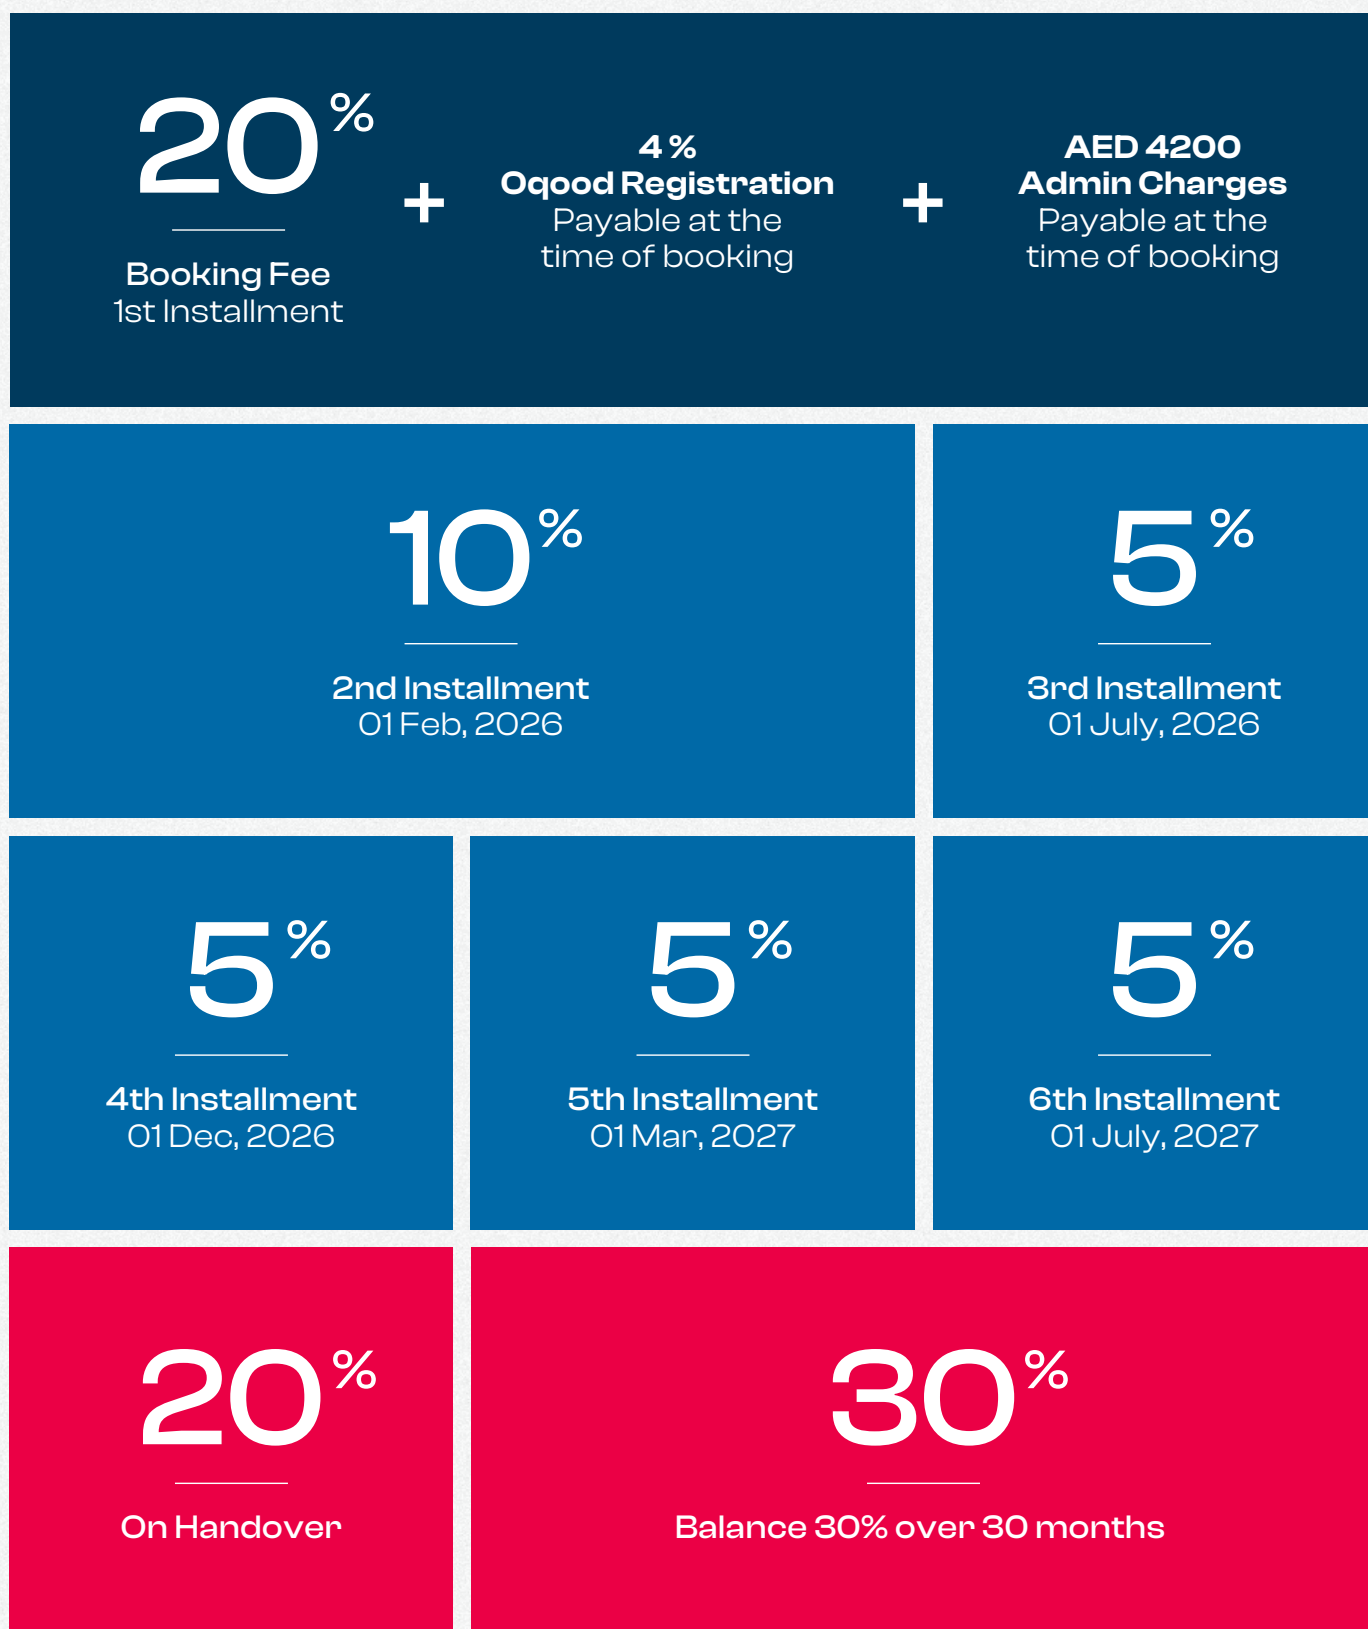 20%
Booking Fee
1st Installment
+
4 %
Oqood Registration
Payable at the
time of booking
+
AED 4200
Admin Charges
Payable at the
time of booking
10%
2nd Installment
01 Feb, 2026
5%
3rd Installment
01 July, 2026
5%
4th Installment
01 Dec, 2026
5%
5th Installment
01 Mar, 2027
5%
6th Installment
01 July, 2027
20%
On Handover
30%
Balance 30% over 30 months